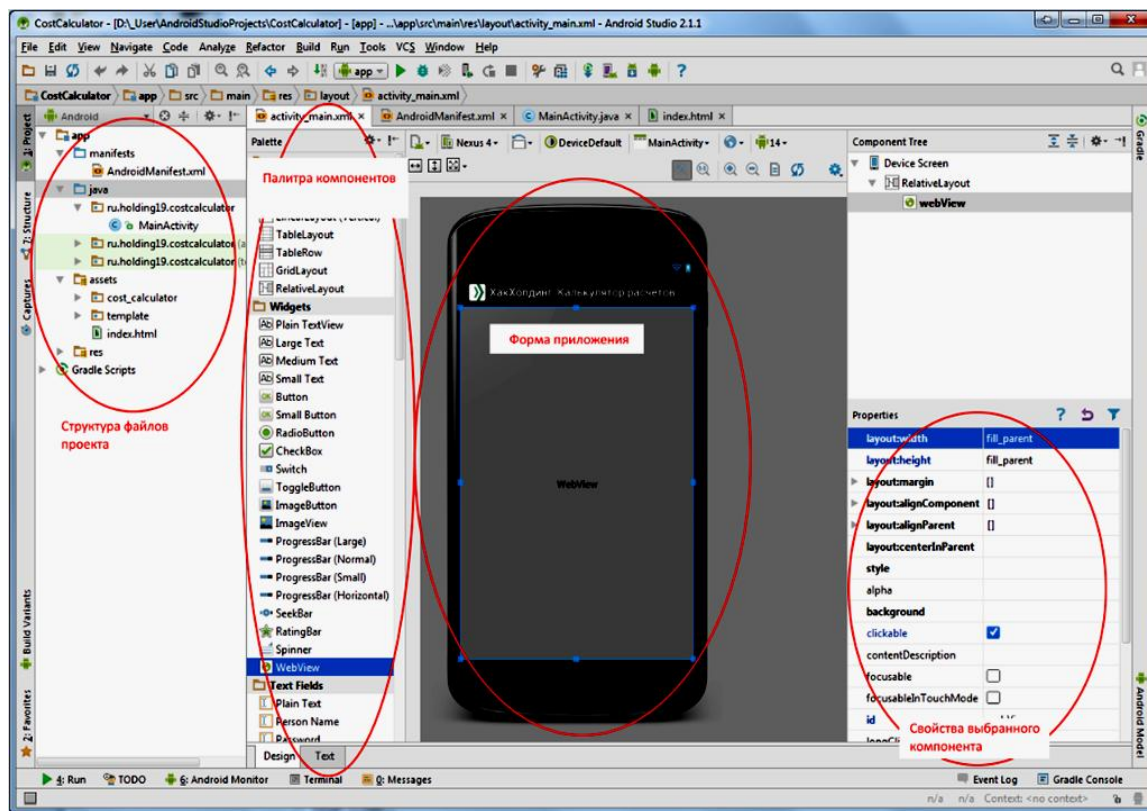 CostCalculator - [D:\_User\AndroidStudioProjects\CostCalculator] - [app] - ...\app\src\main\res\layout\activity_main.xml - Android Studio 2.1.1
File Edit View Navigate Code Analyze Refactor Build Run Tools VCS Window Help
app
CostCalculator app src main res layout activity_main.xml
1: Project
7: Structure
Captures
Build Variants
2: Favorites
Android
app
manifests
AndroidManifest.xml
java
ru.holding19.costcalculator
MainActivity
ru.holding19.costcalculator (a
ru.holding19.costcalculator (t
assets
cost_calculator
template
index.html
res
Gradle Scripts
Структура файлов
проекта
activity_main.xml AndroidManifest.xml MainActivity.java index.html
Palette
Палитра компонентов
TableLayout
TableRow
GridLayout
RelativeLayout
Widgets
Plain TextView
Large Text
Medium Text
Small Text
Button
Small Button
RadioButton
CheckBox
Switch
ToggleButton
ImageButton
ImageView
ProgressBar (Large)
ProgressBar (Normal)
ProgressBar (Small)
ProgressBar (Horizontal)
SeekBar
RatingBar
Spinner
WebView
Text Fields
Plain Text
Person Name
Password
Design Text
Nexus 4 DeviceDefault MainActivity 14
ХакХолдинг Калькулятор расчетов
Форма приложения
WebView
Component Tree
Device Screen
RelativeLayout
webView
Properties
layout:width fill_parent
layout:height fill_parent
layout:margin []
layout:alignComponent []
layout:alignParent []
layout:centerInParent
style
alpha
background
clickable
contentDescription
focusable
focusableInTouchMode
id
Свойства выбранного
компонента
Gradle
Android Model
4: Run TODO 6: Android Monitor Terminal 0: Messages Event Log Gradle Console
n/a n/a Context: <no context>